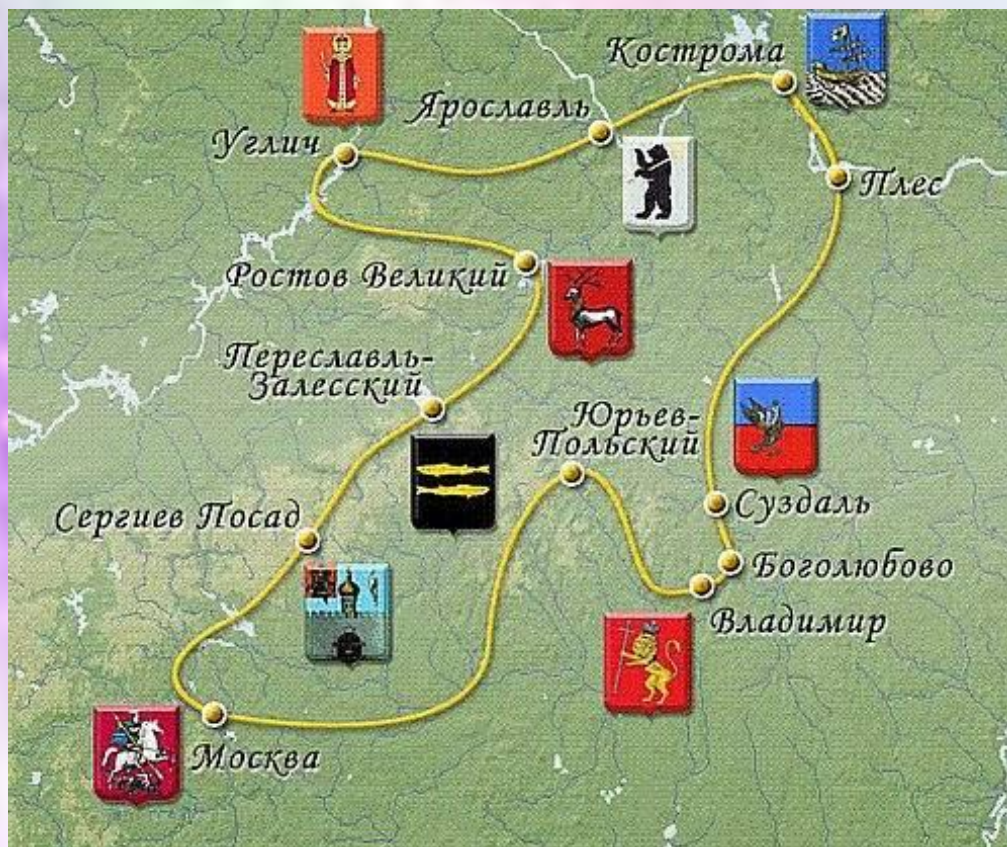 Кострома
Ярославль
Углич
Плес
Ростов Великий
Переславль-
Залесский
Юрьев-
Польский
Сергиев Посад
Суздаль
Боголюбово
Владимир
Москва